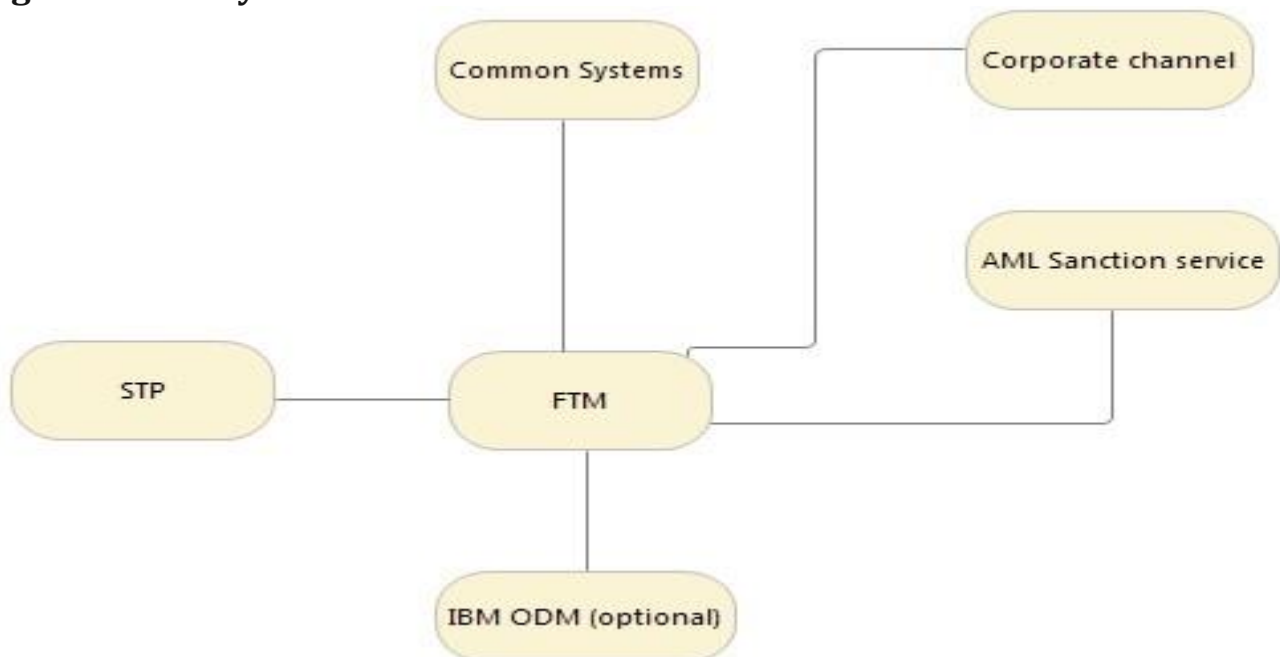 Common Systems
Corporate channel
AML Sanction service
STP
FTM
IBM ODM (optional)